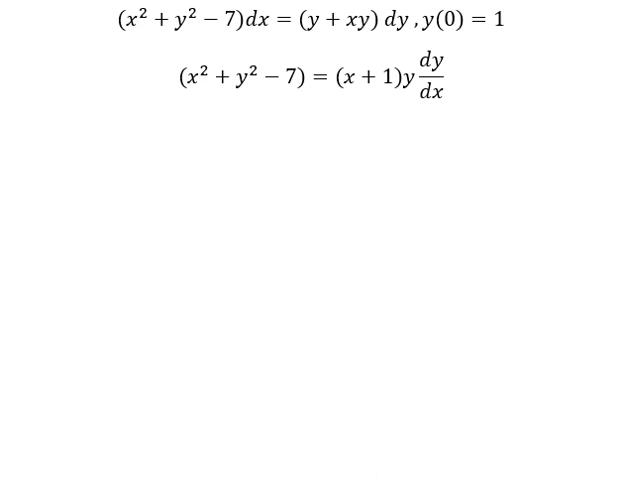 (x² + y² − 7)dx = (y + xy) dy , y(0) = 1
(x² + y² − 7) = (x + 1)y dy/dx